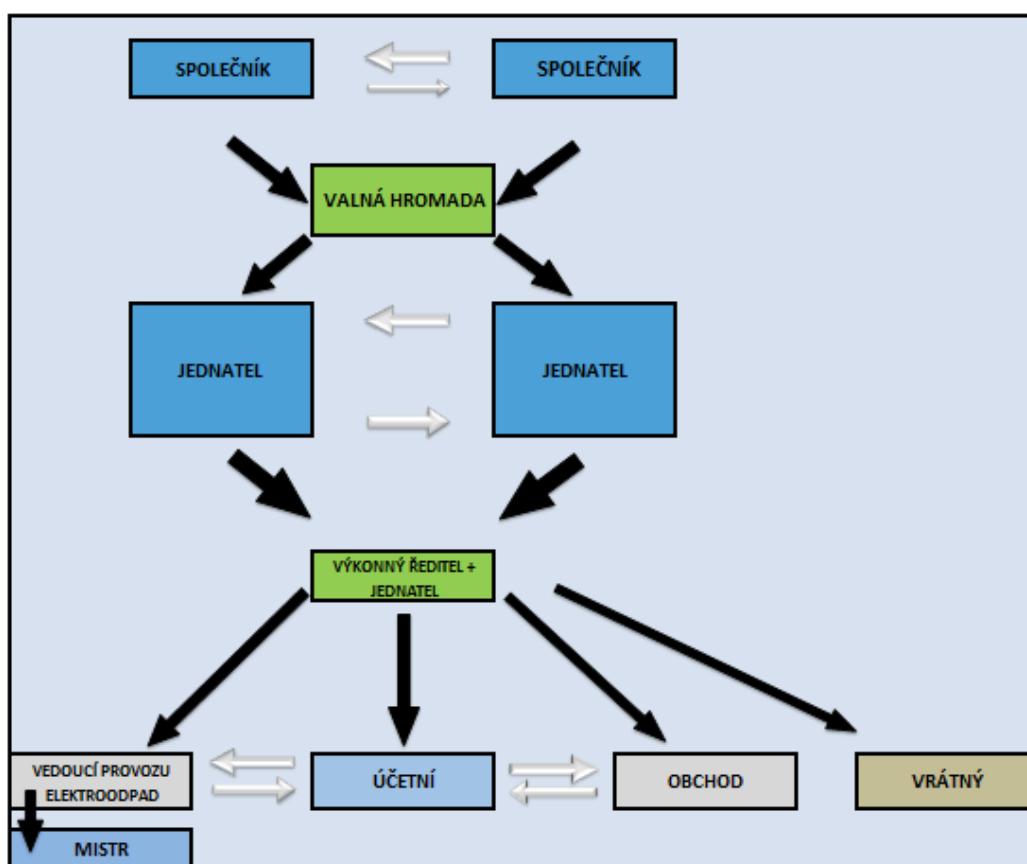 SPOLEČNÍK
SPOLEČNÍK
VALNÁ HROMADA
JEDNATEL
JEDNATEL
VÝKONNÝ ŘEDITEL +
JEDNATEL
VEDOUCÍ PROVOZU
ELEKTROODPAD
ÚČETNÍ
OBCHOD
VRÁTNÝ
MISTR